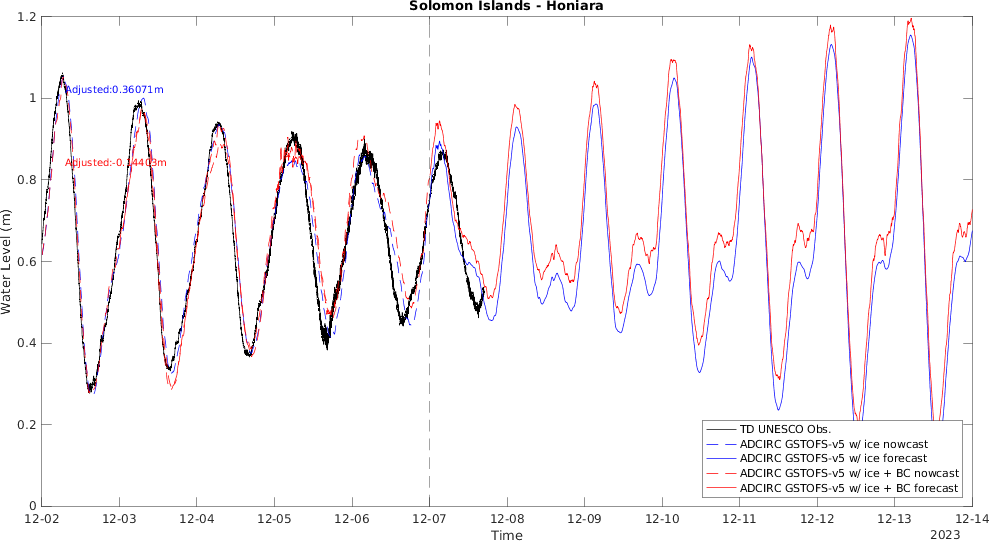 Solomon Islands - Honiara
1.2
1
0.8
0.6
0.4
0.2
0
Water Level (m)
Adjusted:0.36071m
Adjusted:-0.14403m
TD UNESCO Obs.
ADCIRC GSTOFS-v5 w/ ice nowcast
ADCIRC GSTOFS-v5 w/ ice forecast
ADCIRC GSTOFS-v5 w/ ice + BC nowcast
ADCIRC GSTOFS-v5 w/ ice + BC forecast
12-02 12-03 12-04 12-05 12-06 12-07 12-08 12-09 12-10 12-11 12-12 12-13 12-14
Time
2023